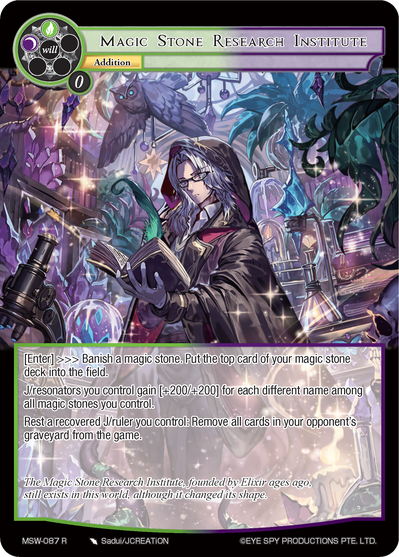 Magic Stone Research Institute
will
Addition
0
[Enter] >>> Banish a magic stone. Put the top card of your magic stone
deck into the field.
J/resonators you control gain [+200/+200] for each different name among
all magic stones you control.
Rest a recovered J/ruler you control: Remove all cards in your opponent's
graveyard from the game.
The Magic Stone Research Institute, founded by Elixir ages ago,
still exists in this world, although it changed its shape.
MSW-087 R Sadui/JCREATION ©EYE SPY PRODUCTIONS PTE. LTD.